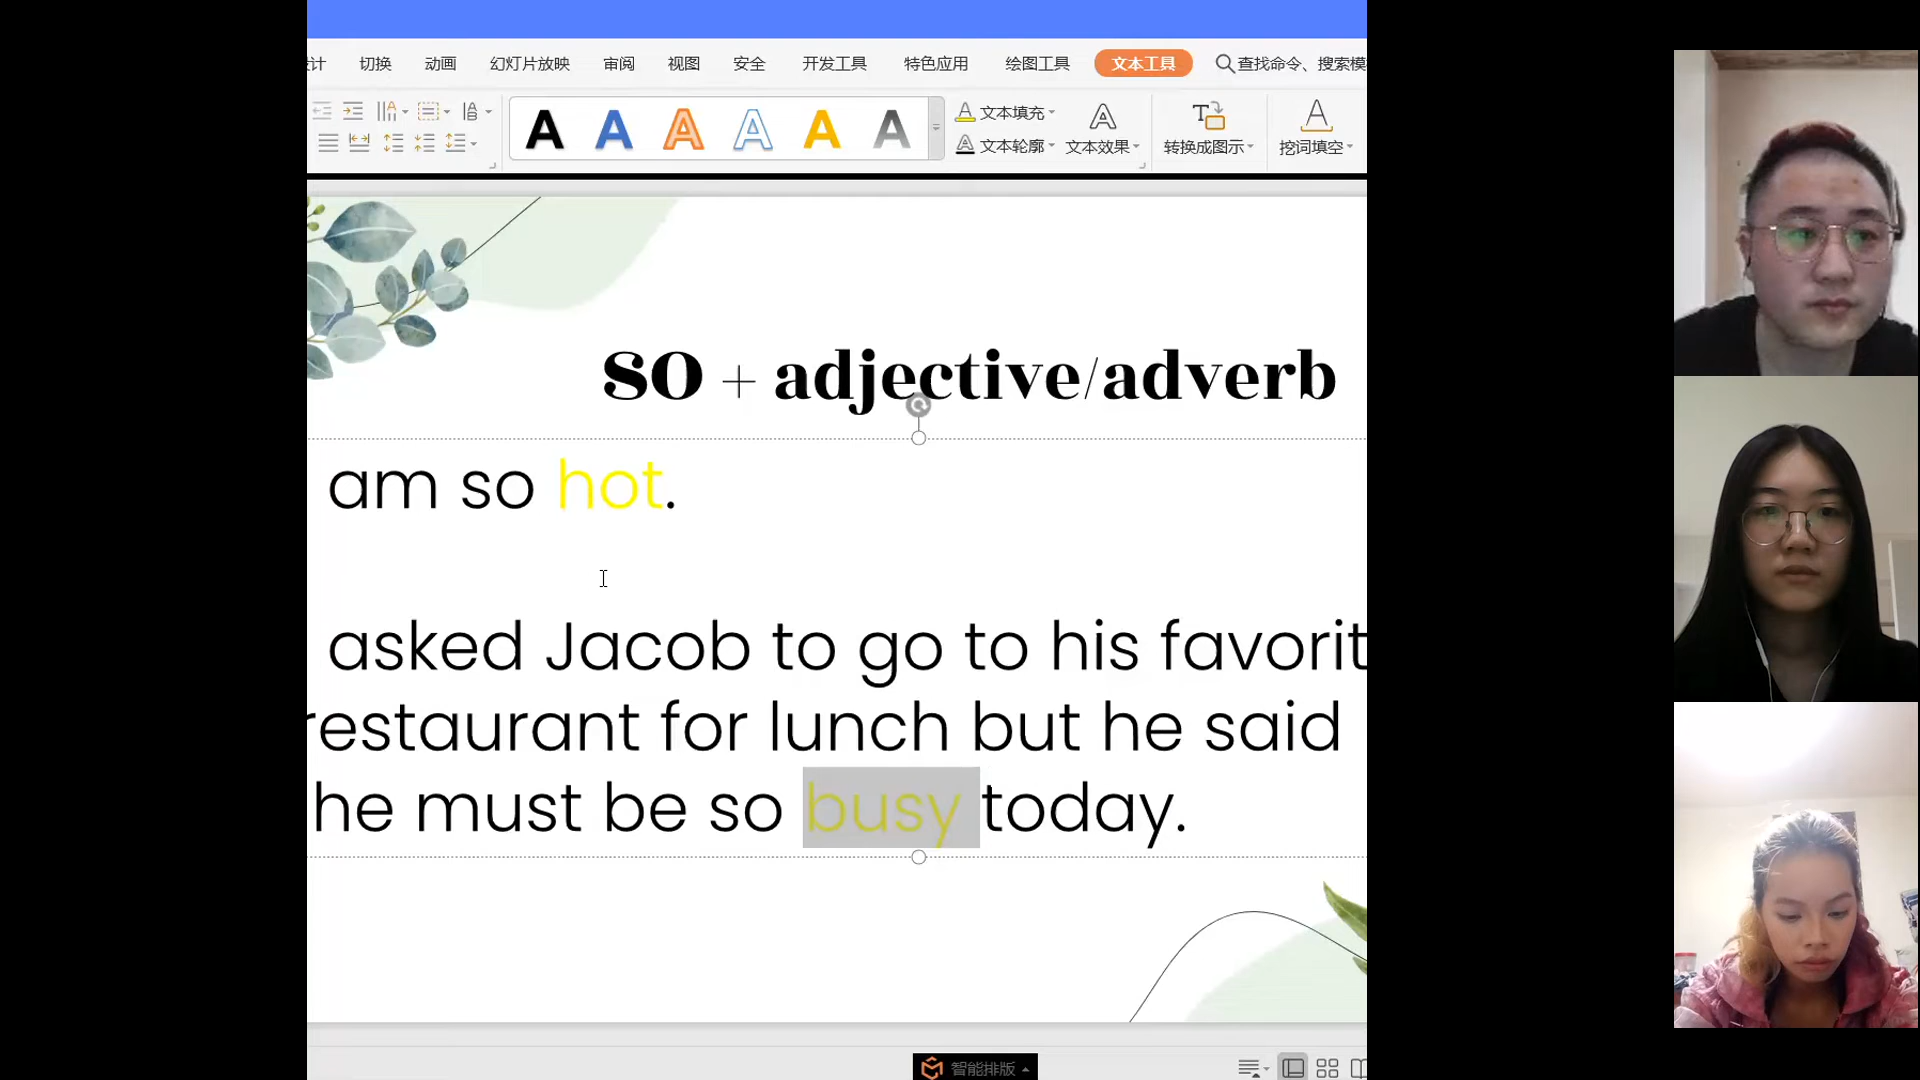 切换 动画 幻灯片放映 审阅 视图 安全 开发工具 特色应用 绘图工具 文本工具 查找命令、搜索模
A A A A A A 文本填充 A
文本轮廓 文本效果 转换成图示 挖词填空
so + adjective/adverb
am so hot.
asked Jacob to go to his favorit
restaurant for lunch but he said
he must be so busy today.
智能排版